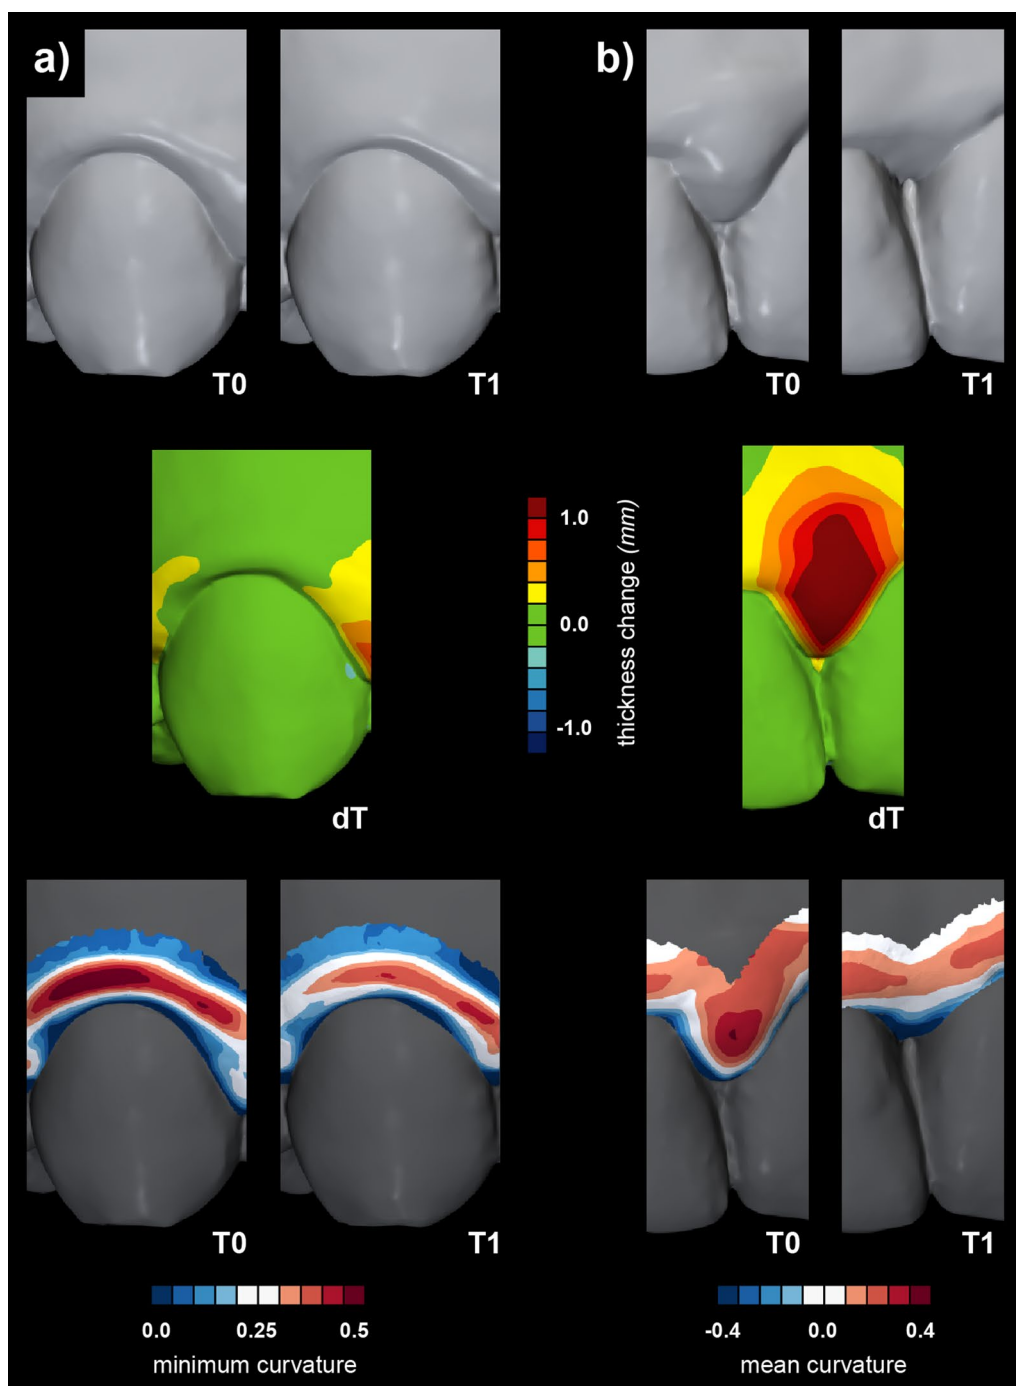 a)
b)
T0
T1
T0
T1
1.0
0.0
-1.0
thickness change (mm)
dT
dT
T0
T1
T0
T1
0.0
0.25
0.5
minimum curvature
-0.4
0.0
0.4
mean curvature